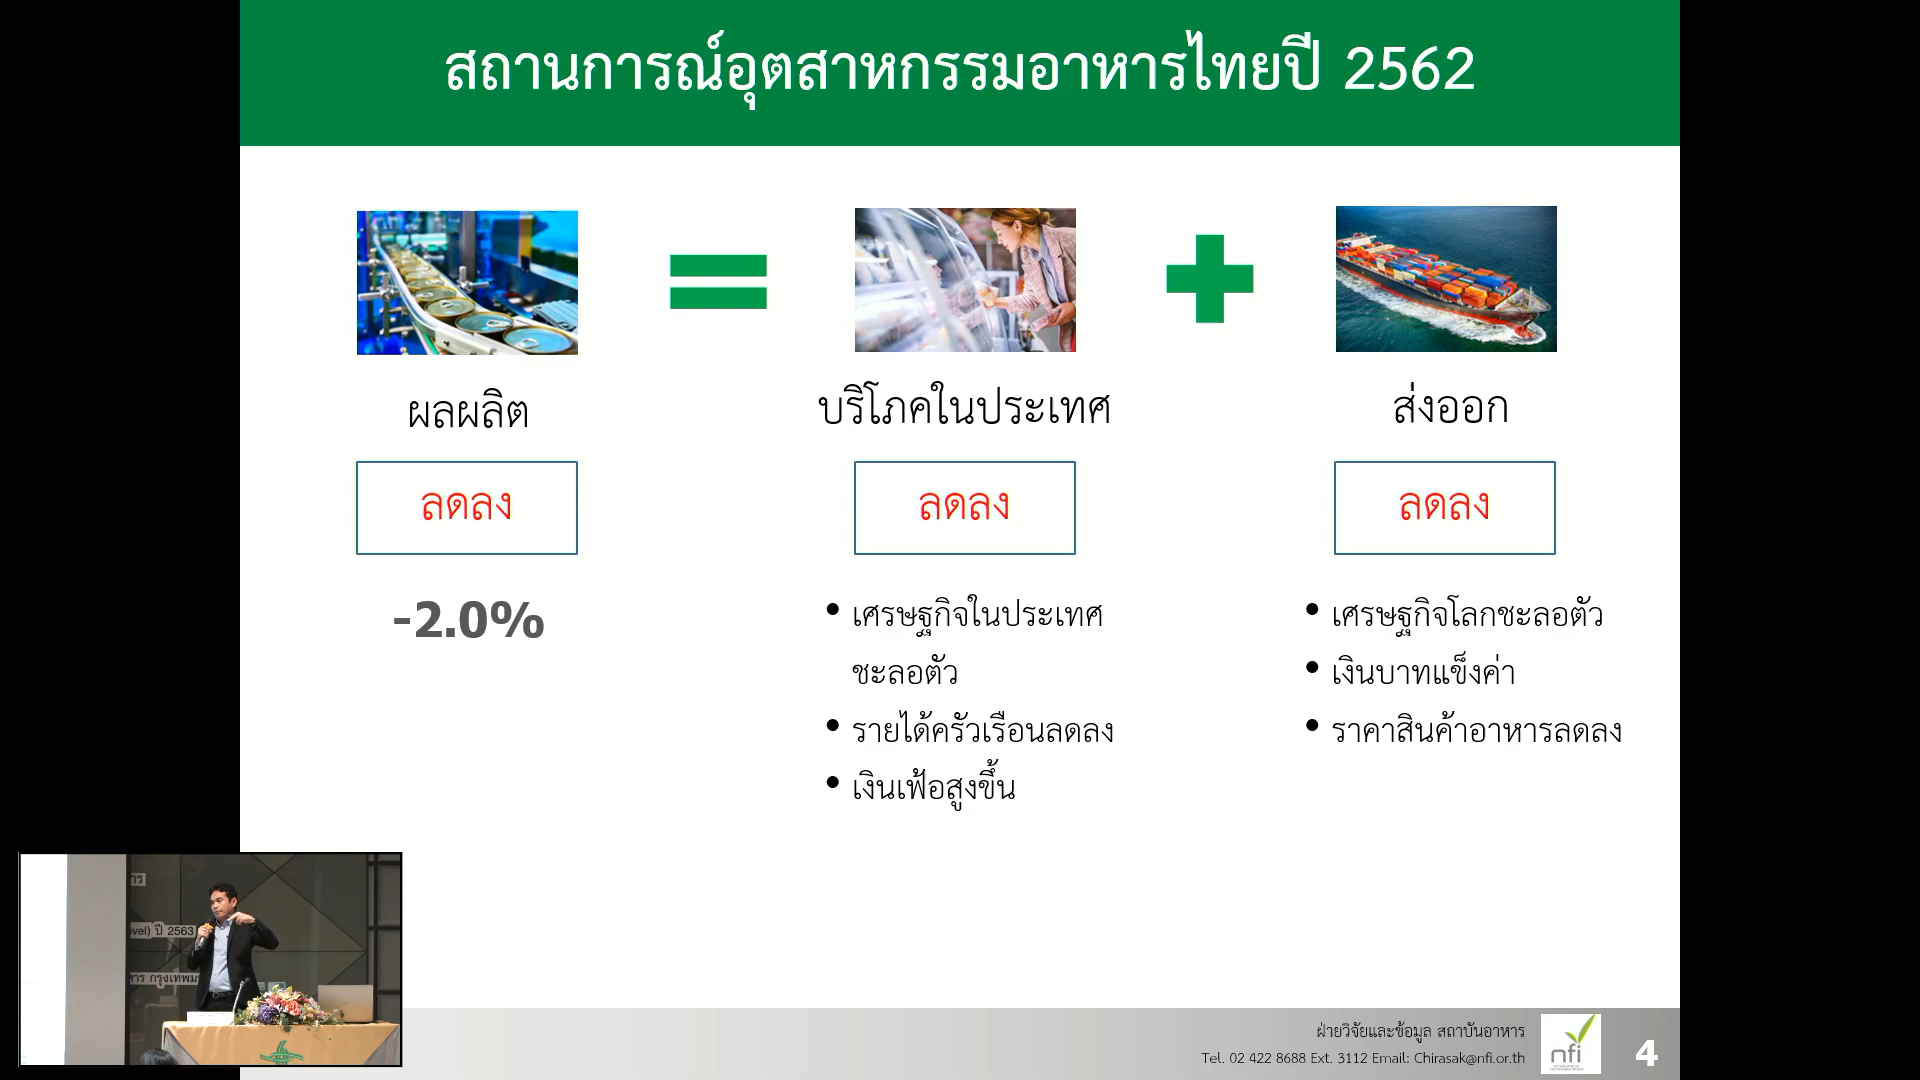 สถานการณ์อุตสาหกรรมอาหารไทยปี 2562
ผลผลิต
บริโภคในประเทศ
ส่งออก
ลดลง
ลดลง
ลดลง
-2.0%
• เศรษฐกิจในประเทศ
ชะลอตัว
• รายได้ครัวเรือนลดลง
• เงินเฟ้อสูงขึ้น
• เศรษฐกิจโลกชะลอตัว
• เงินบาทแข็งค่า
• ราคาสินค้าอาหารลดลง
vel) ปี 2563
าร กรุงเทพม
ฝ่ายวิจัยและข้อมูล สถาบันอาหาร
Tel. 02 422 8688 Ext. 3112 Email: Chirasak@nfi.or.th
nfi
4